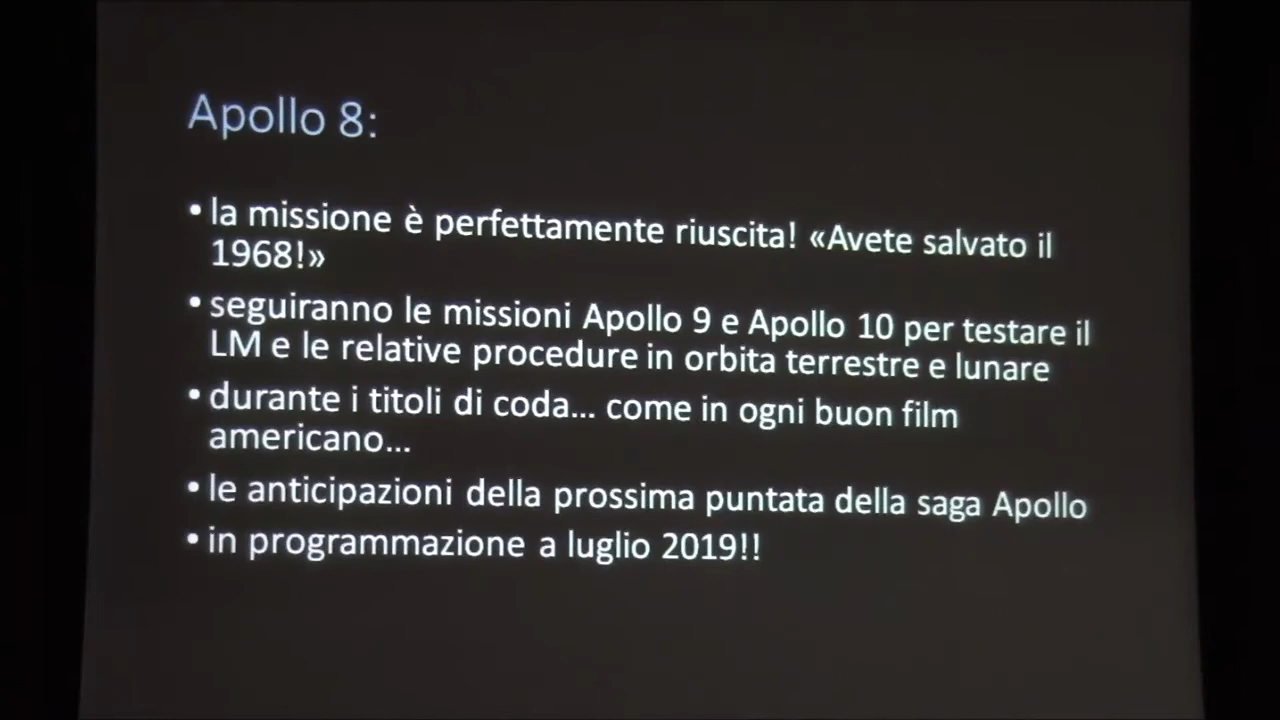 Apollo 8:
• la missione è perfettamente riuscita! «Avete salvato il
1968!»
• seguiranno le missioni Apollo 9 e Apollo 10 per testare il
LM e le relative procedure in orbita terrestre e lunare
• durante i titoli di coda... come in ogni buon film
americano...
• le anticipazioni della prossima puntata della saga Apollo
• in programmazione a luglio 2019!!